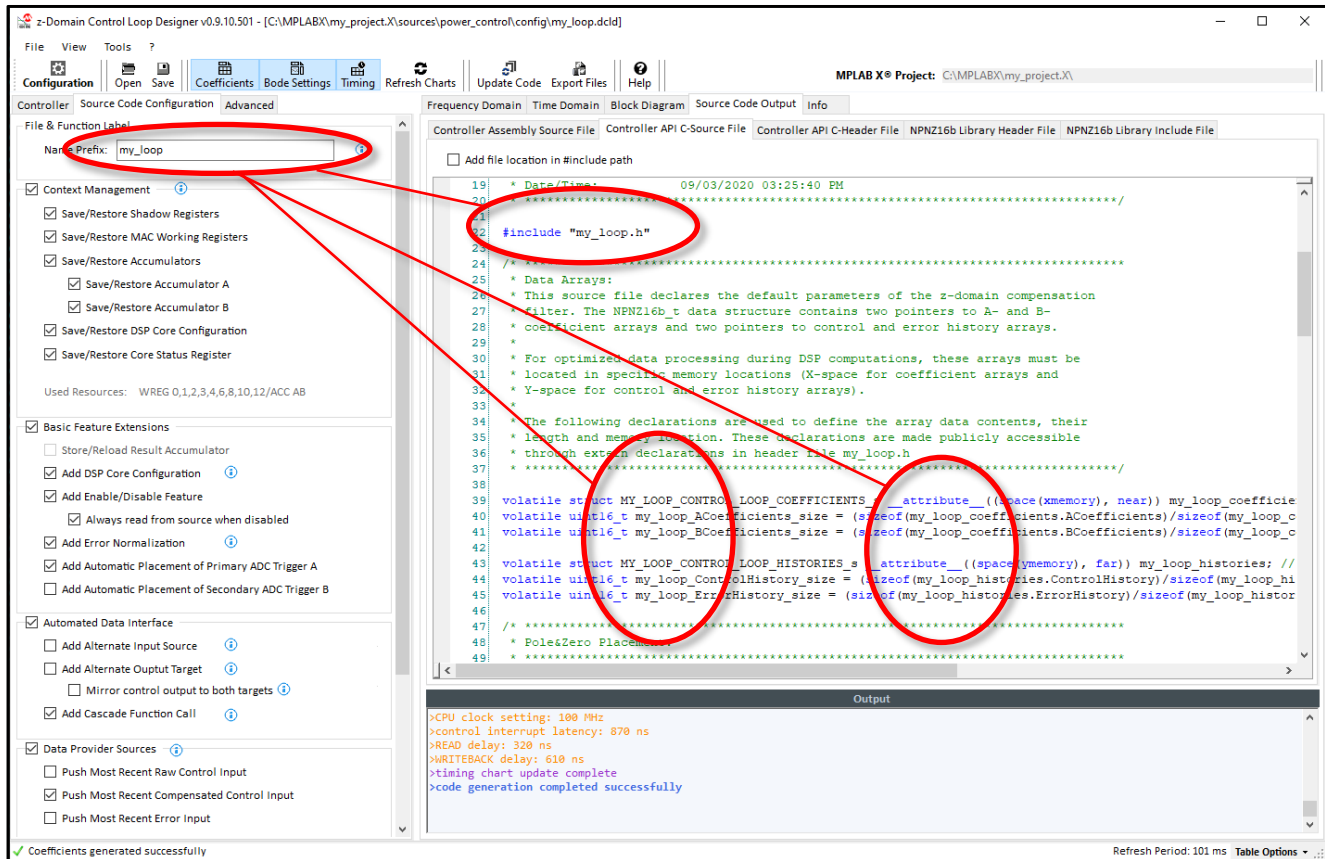 z-Domain Control Loop Designer v0.9.10.501 - [C:\MPLABX\my_project.X\sources\power_control\config\my_loop.dcld]
File View Tools ?
Configuration Open Save Coefficients Bode Settings Timing Refresh Charts Update Code Export Files Help MPLAB X® Project: C:\MPLABX\my_project.X\
Controller Source Code Configuration Advanced
File & Function Label
Name Prefix: my_loop
Context Management
Save/Restore Shadow Registers
Save/Restore MAC Working Registers
Save/Restore Accumulators
Save/Restore Accumulator A
Save/Restore Accumulator B
Save/Restore DSP Core Configuration
Save/Restore Core Status Register
Used Resources: WREG 0,1,2,3,4,6,8,10,12/ACC AB
Basic Feature Extensions
Store/Reload Result Accumulator
Add DSP Core Configuration
Add Enable/Disable Feature
Always read from source when disabled
Add Error Normalization
Add Automatic Placement of Primary ADC Trigger A
Add Automatic Placement of Secondary ADC Trigger B
Automated Data Interface
Add Alternate Input Source
Add Alternate Ouptut Target
Mirror control output to both targets
Add Cascade Function Call
Data Provider Sources
Push Most Recent Raw Control Input
Push Most Recent Compensated Control Input
Push Most Recent Error Input
Frequency Domain Time Domain Block Diagram Source Code Output Info
Controller Assembly Source File Controller API C-Source File Controller API C-Header File NPNZ16b Library Header File NPNZ16b Library Include File
Add file location in #include path
19 * Date/Time: 09/03/2020 03:25:40 PM
20 * ********************************************************************************/
21
22 #include "my_loop.h"
23
24 /* *********************************************************************************
25 * Data Arrays:
26 * This source file declares the default parameters of the z-domain compensation
27 * filter. The NPNZ16b_t data structure contains two pointers to A- and B-
28 * coefficient arrays and two pointers to control and error history arrays.
29 *
30 * For optimized data processing during DSP computations, these arrays must be
31 * located in specific memory locations (X-space for coefficient arrays and
32 * Y-space for control and error history arrays).
33 *
34 * The following declarations are used to define the array data contents, their
35 * length and memory location. These declarations are made publicly accessible
36 * through extern declarations in header file my_loop.h
37 * ********************************************************************************/
38
39 volatile struct MY_LOOP_CONTROL_LOOP_COEFFICIENTS_s __attribute__((space(xmemory), near)) my_loop_coefficie
40 volatile uint16_t my_loop_ACoefficients_size = (sizeof(my_loop_coefficients.ACoefficients)/sizeof(my_loop_c
41 volatile uint16_t my_loop_BCoefficients_size = (sizeof(my_loop_coefficients.BCoefficients)/sizeof(my_loop_c
42
43 volatile struct MY_LOOP_CONTROL_LOOP_HISTORIES_s __attribute__((space(ymemory), far)) my_loop_histories; //
44 volatile uint16_t my_loop_ControlHistory_size = (sizeof(my_loop_histories.ControlHistory)/sizeof(my_loop_hi
45 volatile uint16_t my_loop_ErrorHistory_size = (sizeof(my_loop_histories.ErrorHistory)/sizeof(my_loop_histor
46
47 /* *********************************************************************************
48 * Pole&Zero Placement:
49 * *********************************************************************************
Output
>CPU clock setting: 100 MHz
>control interrupt latency: 870 ns
>READ delay: 320 ns
>WRITEBACK delay: 610 ns
>timing chart update complete
>code generation completed successfully
Coefficients generated successfully Refresh Period: 101 ms Table Options